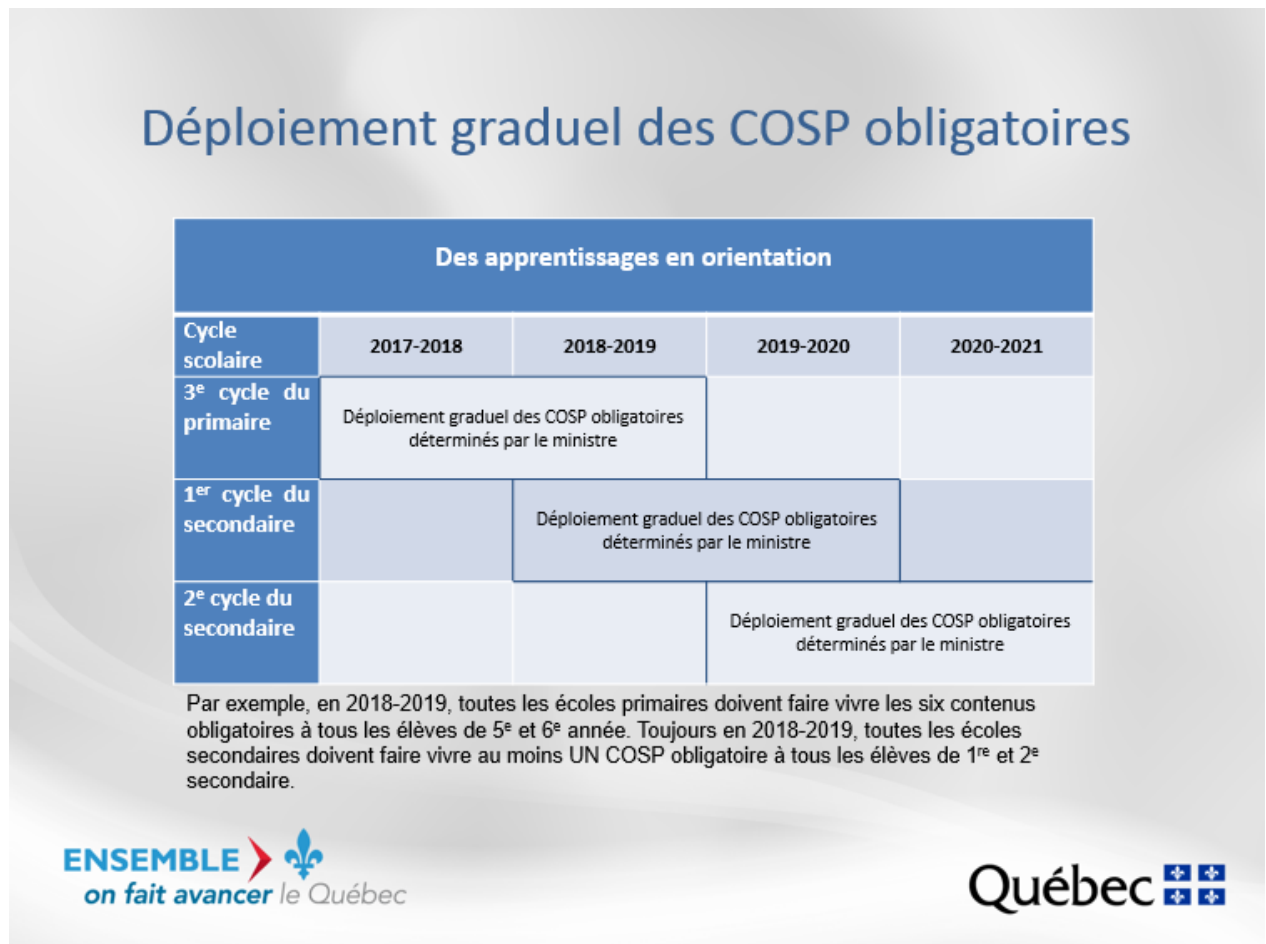 Déploiement graduel des COSP obligatoires
Des apprentissages en orientation
Cycle
scolaire
2017-2018
2018-2019
2019-2020
2020-2021
3e cycle du
primaire
Déploiement graduel des COSP obligatoires
déterminés par le ministre
1er cycle du
secondaire
Déploiement graduel des COSP obligatoires
déterminés par le ministre
2e cycle du
secondaire
Déploiement graduel des COSP obligatoires
déterminés par le ministre
Par exemple, en 2018-2019, toutes les écoles primaires doivent faire vivre les six contenus
obligatoires à tous les élèves de 5e et 6e année. Toujours en 2018-2019, toutes les écoles
secondaires doivent faire vivre au moins UN COSP obligatoire à tous les élèves de 1re et 2e
secondaire.
ENSEMBLE
on fait avancer le Québec
Québec